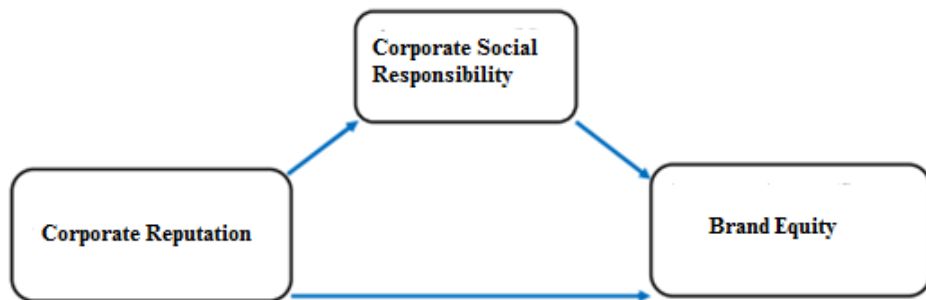 Corporate Social
Responsibility
Corporate Reputation
Brand Equity